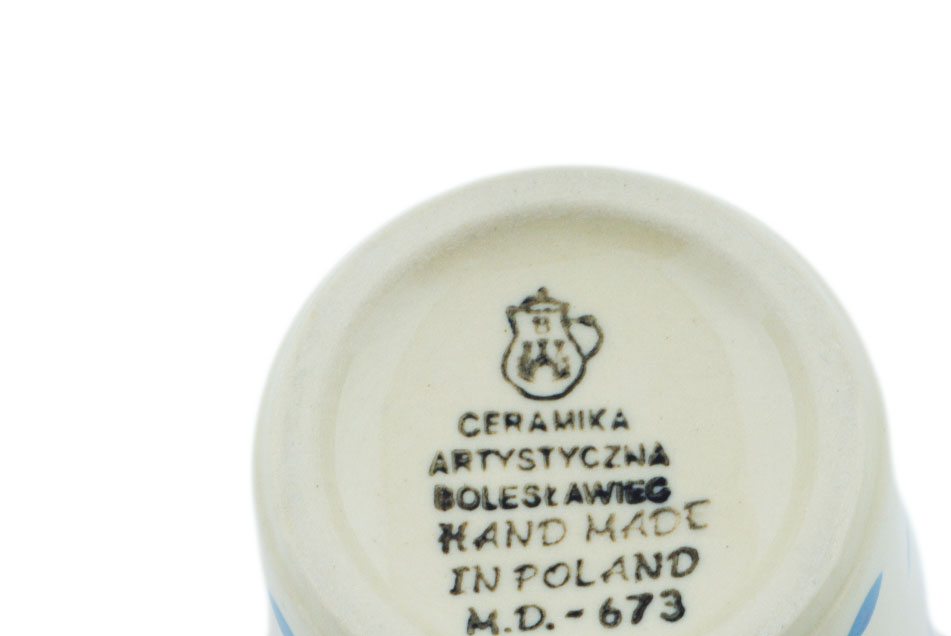 CERAMIKA
ARTYSTYCZNA
BOLESŁAWIEC
HAND MADE
IN POLAND
M.D. - 673